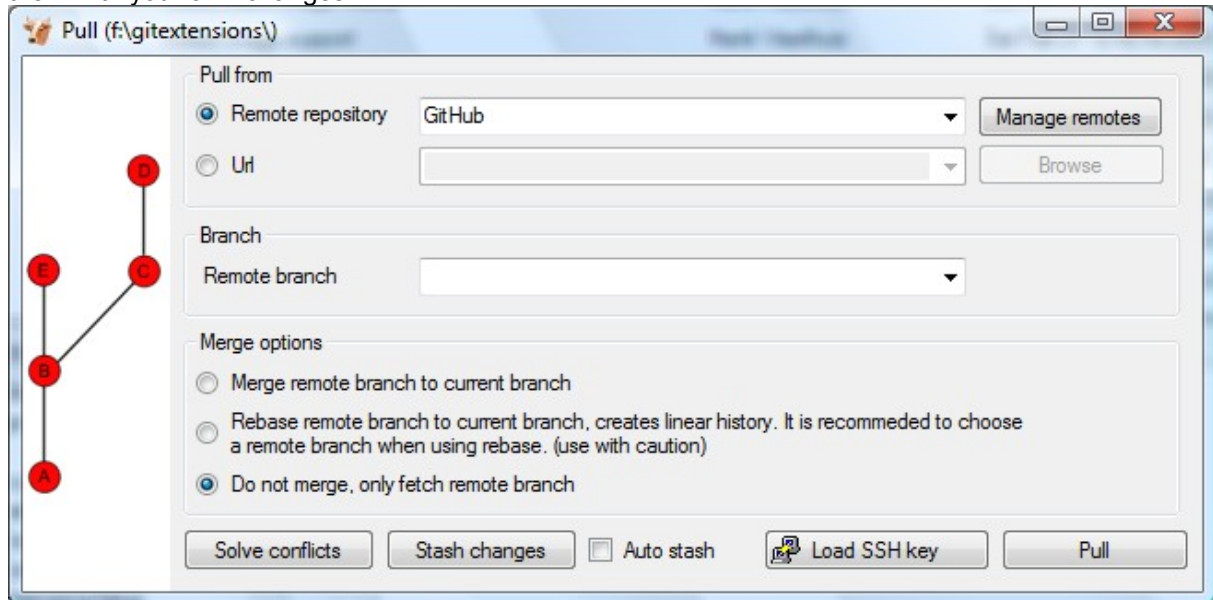 Pull (f:\gitextensions\)
Pull from
Remote repository
GitHub
Manage remotes
Url
Browse
Branch
Remote branch
Merge options
Merge remote branch to current branch
Rebase remote branch to current branch, creates linear history. It is recommeded to choose
a remote branch when using rebase. (use with caution)
Do not merge, only fetch remote branch
D
E
C
B
A
Solve conflicts
Stash changes
Auto stash
Load SSH key
Pull